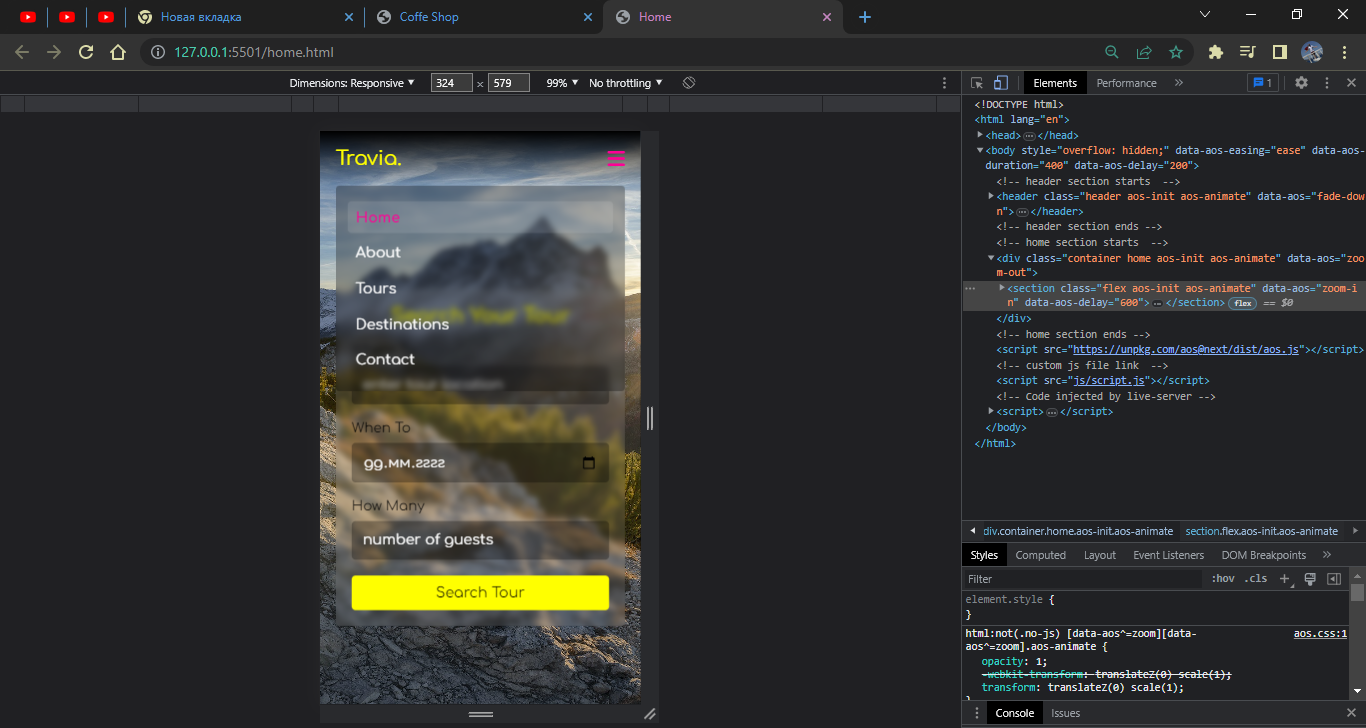 Новая вкладка
Coffe Shop
Home
127.0.0.1:5501/home.html
Dimensions: Responsive ▼ 324 × 579 99% ▼ No throttling ▼
Elements Performance » 1
Travia.
Home
About
Tours
Search Your Tour
Destinations
Contact
enter tour location
When To
gg.мм.2222
How Many
number of guests
Search Tour
<!DOCTYPE html>
<html lang="en">
<head>…</head>
<body style="overflow: hidden;" data-aos-easing="ease" data-aos-
duration="400" data-aos-delay="200">
<!-- header section starts  -->
<header class="header aos-init aos-animate" data-aos="fade-dow
n">…</header>
<!-- header section ends -->
<!-- home section starts  -->
<div class="container home aos-init aos-animate" data-aos="zoo
m-out">
<section class="flex aos-init aos-animate" data-aos="zoom-i
n" data-aos-delay="600">…</section> flex == $0
</div>
<!-- home section ends -->
<script src="https://unpkg.com/aos@next/dist/aos.js"></script>
<!-- custom js file link  -->
<script src="js/script.js"></script>
<!-- Code injected by live-server -->
<script>…</script>
</body>
</html>
div.container.home.aos-init.aos-animate section.flex.aos-init.aos-animate
Styles Computed Layout Event Listeners DOM Breakpoints »
Filter :hov .cls +
element.style {
}
html:not(.no-js) [data-aos^=zoom][data- aos.css:1
aos^=zoom].aos-animate {
opacity: 1;
-webkit-transform: translateZ(0) scale(1);
transform: translateZ(0) scale(1);
}
Console Issues